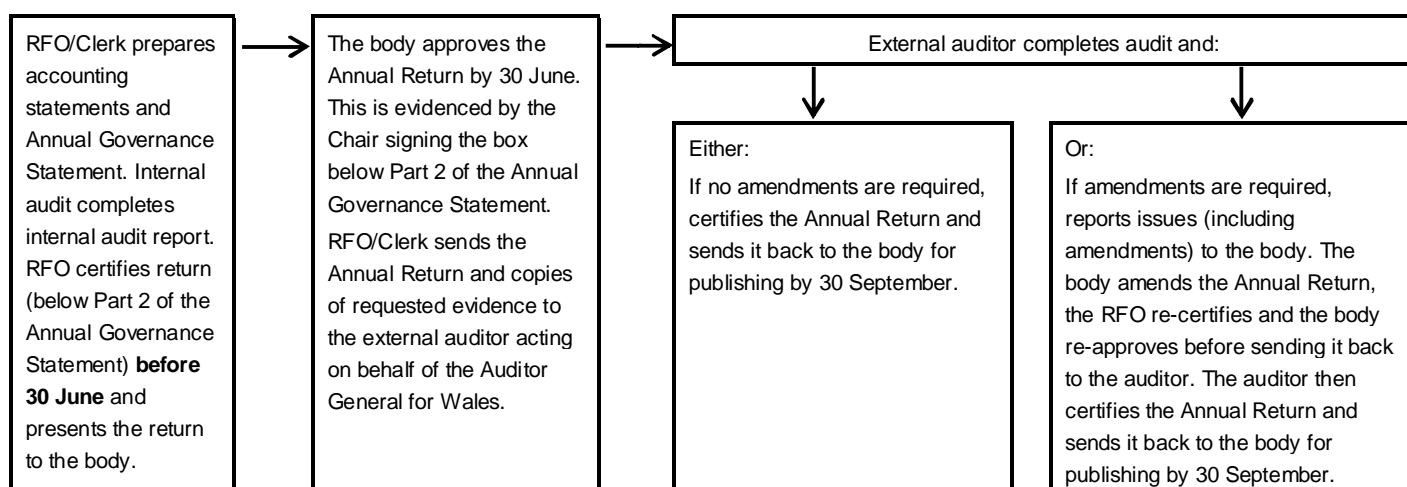 RFO/Clerk prepares
accounting
statements and
Annual Governance
Statement. Internal
audit completes
internal audit report.
RFO certifies return
(below Part 2 of the
Annual Governance
Statement) before
30 June and
presents the return
to the body.
The body approves the
Annual Return by 30 June.
This is evidenced by the
Chair signing the box
below Part 2 of the Annual
Governance Statement.
RFO/Clerk sends the
Annual Return and copies
of requested evidence to
the external auditor acting
on behalf of the Auditor
General for Wales.
External auditor completes audit and:
Either:
If no amendments are required,
certifies the Annual Return and
sends it back to the body for
publishing by 30 September.
Or:
If amendments are required,
reports issues (including
amendments) to the body. The
body amends the Annual Return,
the RFO re-certifies and the body
re-approves before sending it back
to the auditor. The auditor then
certifies the Annual Return and
sends it back to the body for
publishing by 30 September.